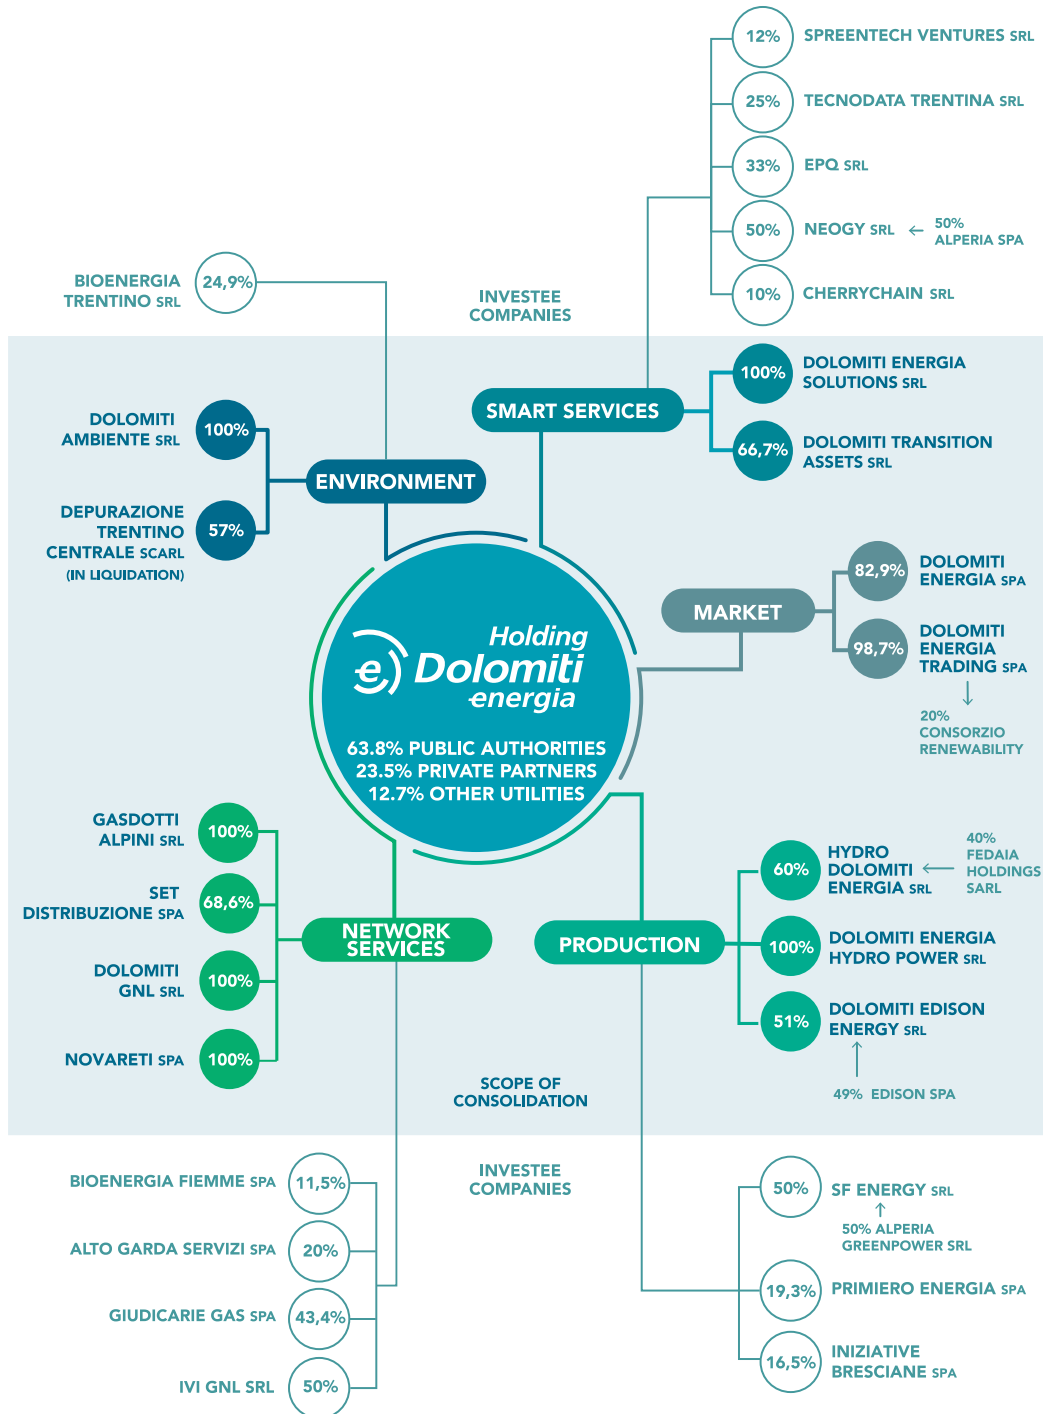 12% SPREENTECH VENTURES SRL
25% TECNODATA TRENTINA SRL
33% EPQ SRL
50% NEOGY SRL ← 50%
ALPERIA SPA
10% CHERRYCHAIN SRL
BIOENERGIA
TRENTINO SRL
24,9%
INVESTEE
COMPANIES
SMART SERVICES
100%
DOLOMITI ENERGIA
SOLUTIONS SRL
66,7%
DOLOMITI TRANSITION
ASSETS SRL
DOLOMITI
AMBIENTE SRL
100%
ENVIRONMENT
DEPURAZIONE
TRENTINO
CENTRALE SCARL
(IN LIQUIDATION)
57%
MARKET
82,9%
DOLOMITI
ENERGIA SPA
98,7%
DOLOMITI
ENERGIA
TRADING SPA
20%
CONSORZIO
RENEWABILITY
Holding
e Dolomiti
energia
63.8% PUBLIC AUTHORITIES
23.5% PRIVATE PARTNERS
12.7% OTHER UTILITIES
GASDOTTI
ALPINI SRL
100%
SET
DISTRIBUZIONE SPA
68,6%
DOLOMITI
GNL SRL
100%
NOVARETI SPA
100%
NETWORK
SERVICES
PRODUCTION
60%
HYDRO
DOLOMITI
ENERGIA SRL
40%
FEDAIA
HOLDINGS
SARL
100%
DOLOMITI ENERGIA
HYDRO POWER SRL
51%
DOLOMITI EDISON
ENERGY SRL
49% EDISON SPA
SCOPE OF
CONSOLIDATION
INVESTEE
COMPANIES
BIOENERGIA FIEMME SPA 11,5%
ALTO GARDA SERVIZI SPA 20%
GIUDICARIE GAS SPA 43,4%
IVI GNL SRL 50%
50% SF ENERGY SRL
50% ALPERIA
GREENPOWER SRL
19,3% PRIMIERO ENERGIA SPA
16,5%
INIZIATIVE
BRESCIANE SPA